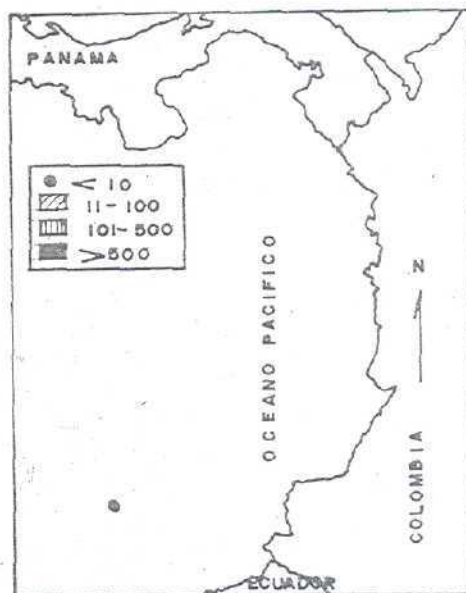 PANAMA
< 10
11-100
101-500
>500
OCEANO PACIFICO
N
COLOMBIA
ECUADOR